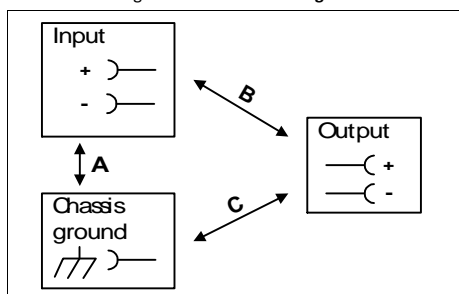 Input
+
-
B
Output
+
-
A
Chassis
ground
C